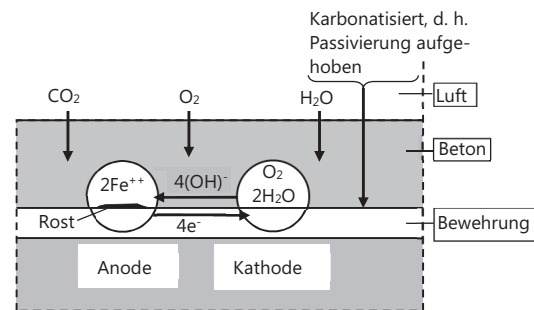 Karbonatisiert, d. h.
Passivierung aufge-
hoben
CO₂
O₂
H₂O
Luft
Beton
2Fe⁺⁺
4(OH)⁻
O₂
2H₂O
Rost
4e⁻
Bewehrung
Anode
Kathode